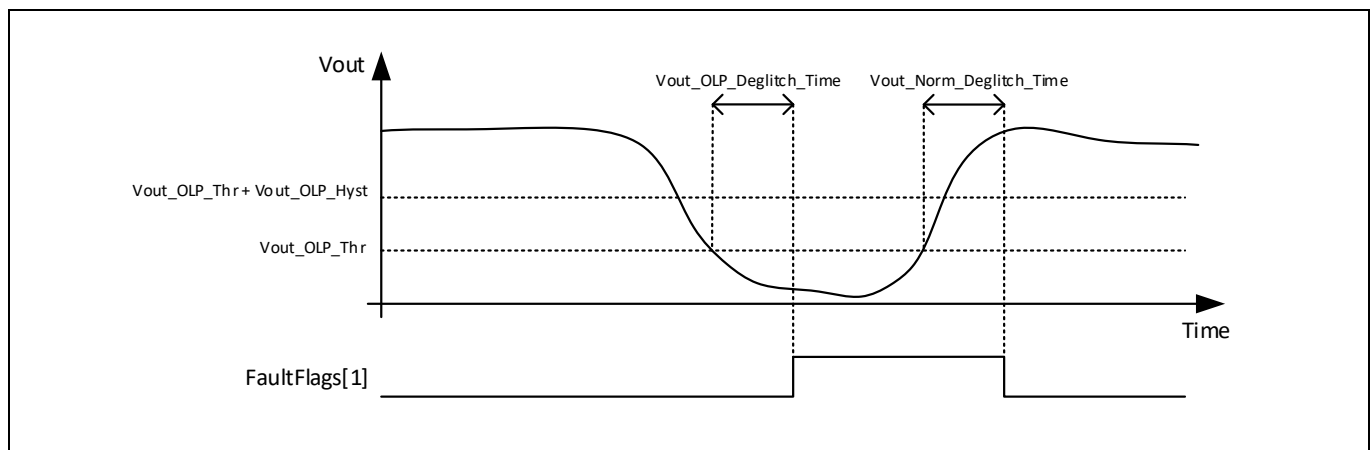 Vout
Vout_OLP_Deglitch_Time
Vout_Norm_Deglitch_Time
Vout_OLP_Thr + Vout_OLP_Hyst
Vout_OLP_Thr
Time
FaultFlags[1]